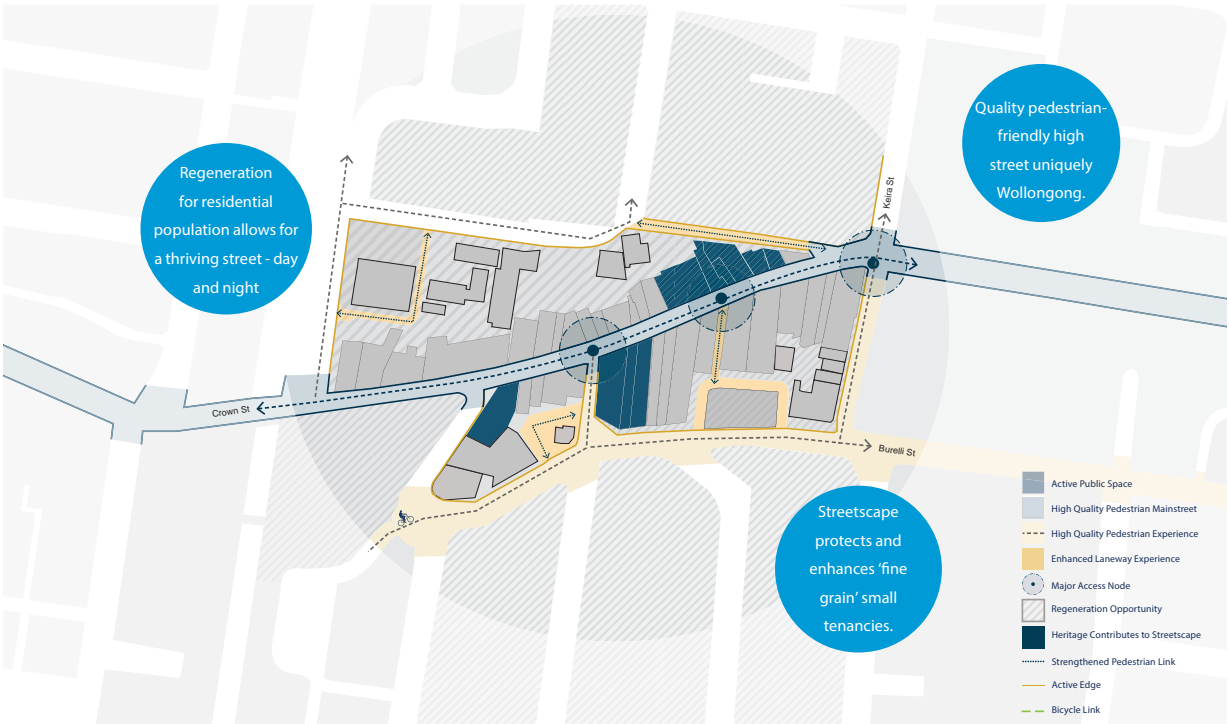 Quality pedestrian-
friendly high
street uniquely
Wollongong.
Regeneration
for residential
population allows for
a thriving street - day
and night
Keira St
Crown St
Burelli St
Streetscape
protects and
enhances ‘fine
grain’ small
tenancies.
Active Public Space
High Quality Pedestrian Mainstreet
High Quality Pedestrian Experience
Enhanced Laneway Experience
Major Access Node
Regeneration Opportunity
Heritage Contributes to Streetscape
Strengthened Pedestrian Link
Active Edge
Bicycle Link